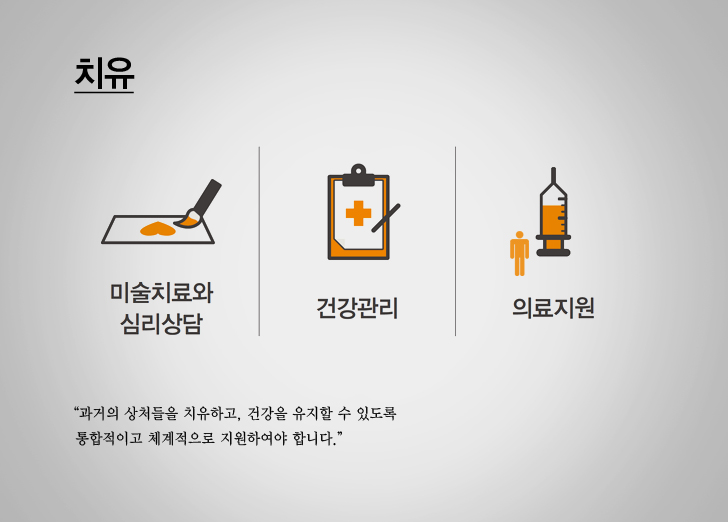 치유
미술치료와
심리상담
건강관리
의료지원
“과거의 상처들을 치유하고, 건강을 유지할 수 있도록
통합적이고 체계적으로 지원하여야 합니다.”